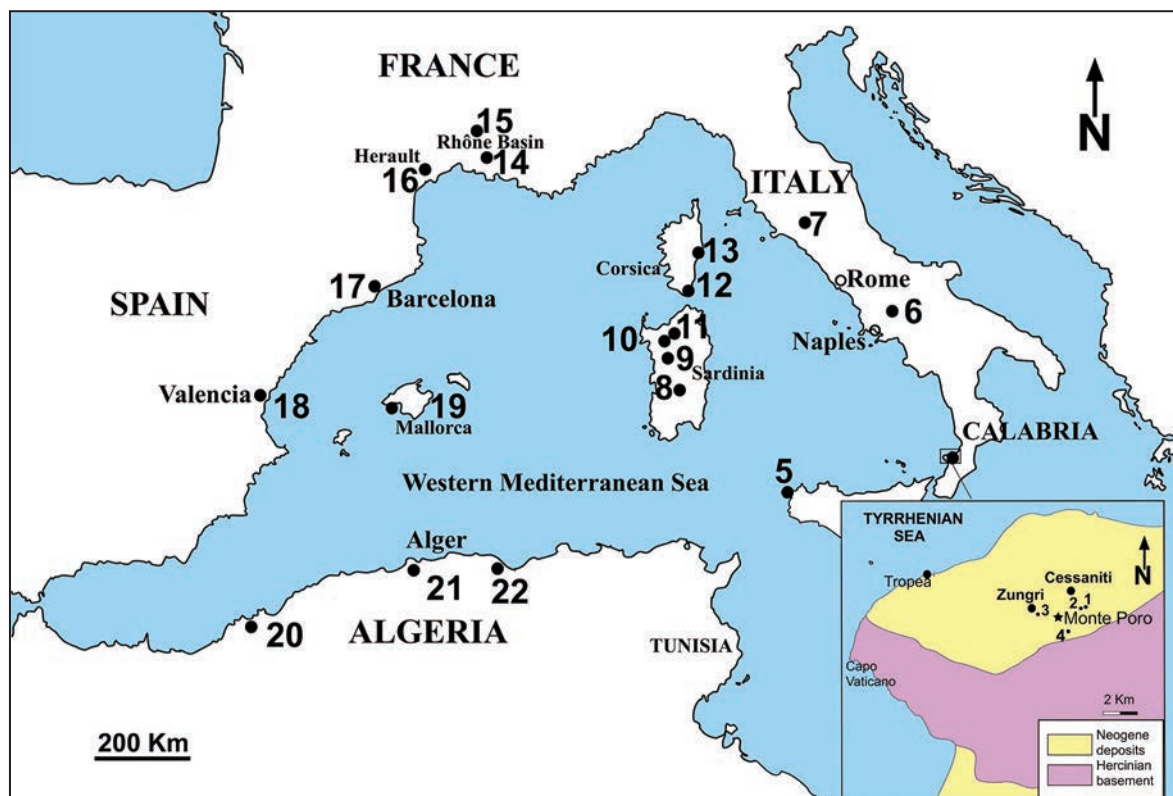 FRANCE
N
15
Rhône Basin
Herault
14
16
ITALY
7
13
Corsica
Rome
12
17
Barcelona
SPAIN
6
11
10
Naples
9
Sardinia
8
Valencia
18
19
Mallorca
CALABRIA
5
Western Mediterranean Sea
Alger
21
22
20
ALGERIA
TUNISIA
200 Km
TYRRHENIAN
SEA
N
Tropea
Cessaniti
Zungri
2
1
3
Monte Poro
4
Capo
Vaticano
2 Km
Neogene
deposits
Hercinian
basement